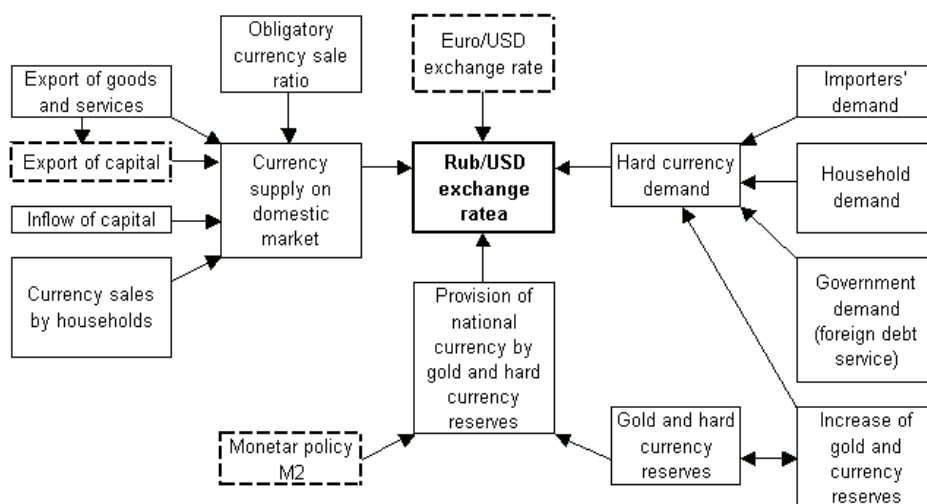 Obligatory
currency sale
ratio
Euro/USD
exchange rate
Export of goods
and services
Importers'
demand
Export of capital
Currency
supply on
domestic
market
Rub/USD
exchange
ratea
Hard currency
demand
Household
demand
Inflow of capital
Currency sales
by households
Provision of
national
currency by
gold and hard
currency
reserves
Government
demand
(foreign debt
service)
Monetar policy
M2
Gold and hard
currency
reserves
Increase of
gold and
currency
reserves